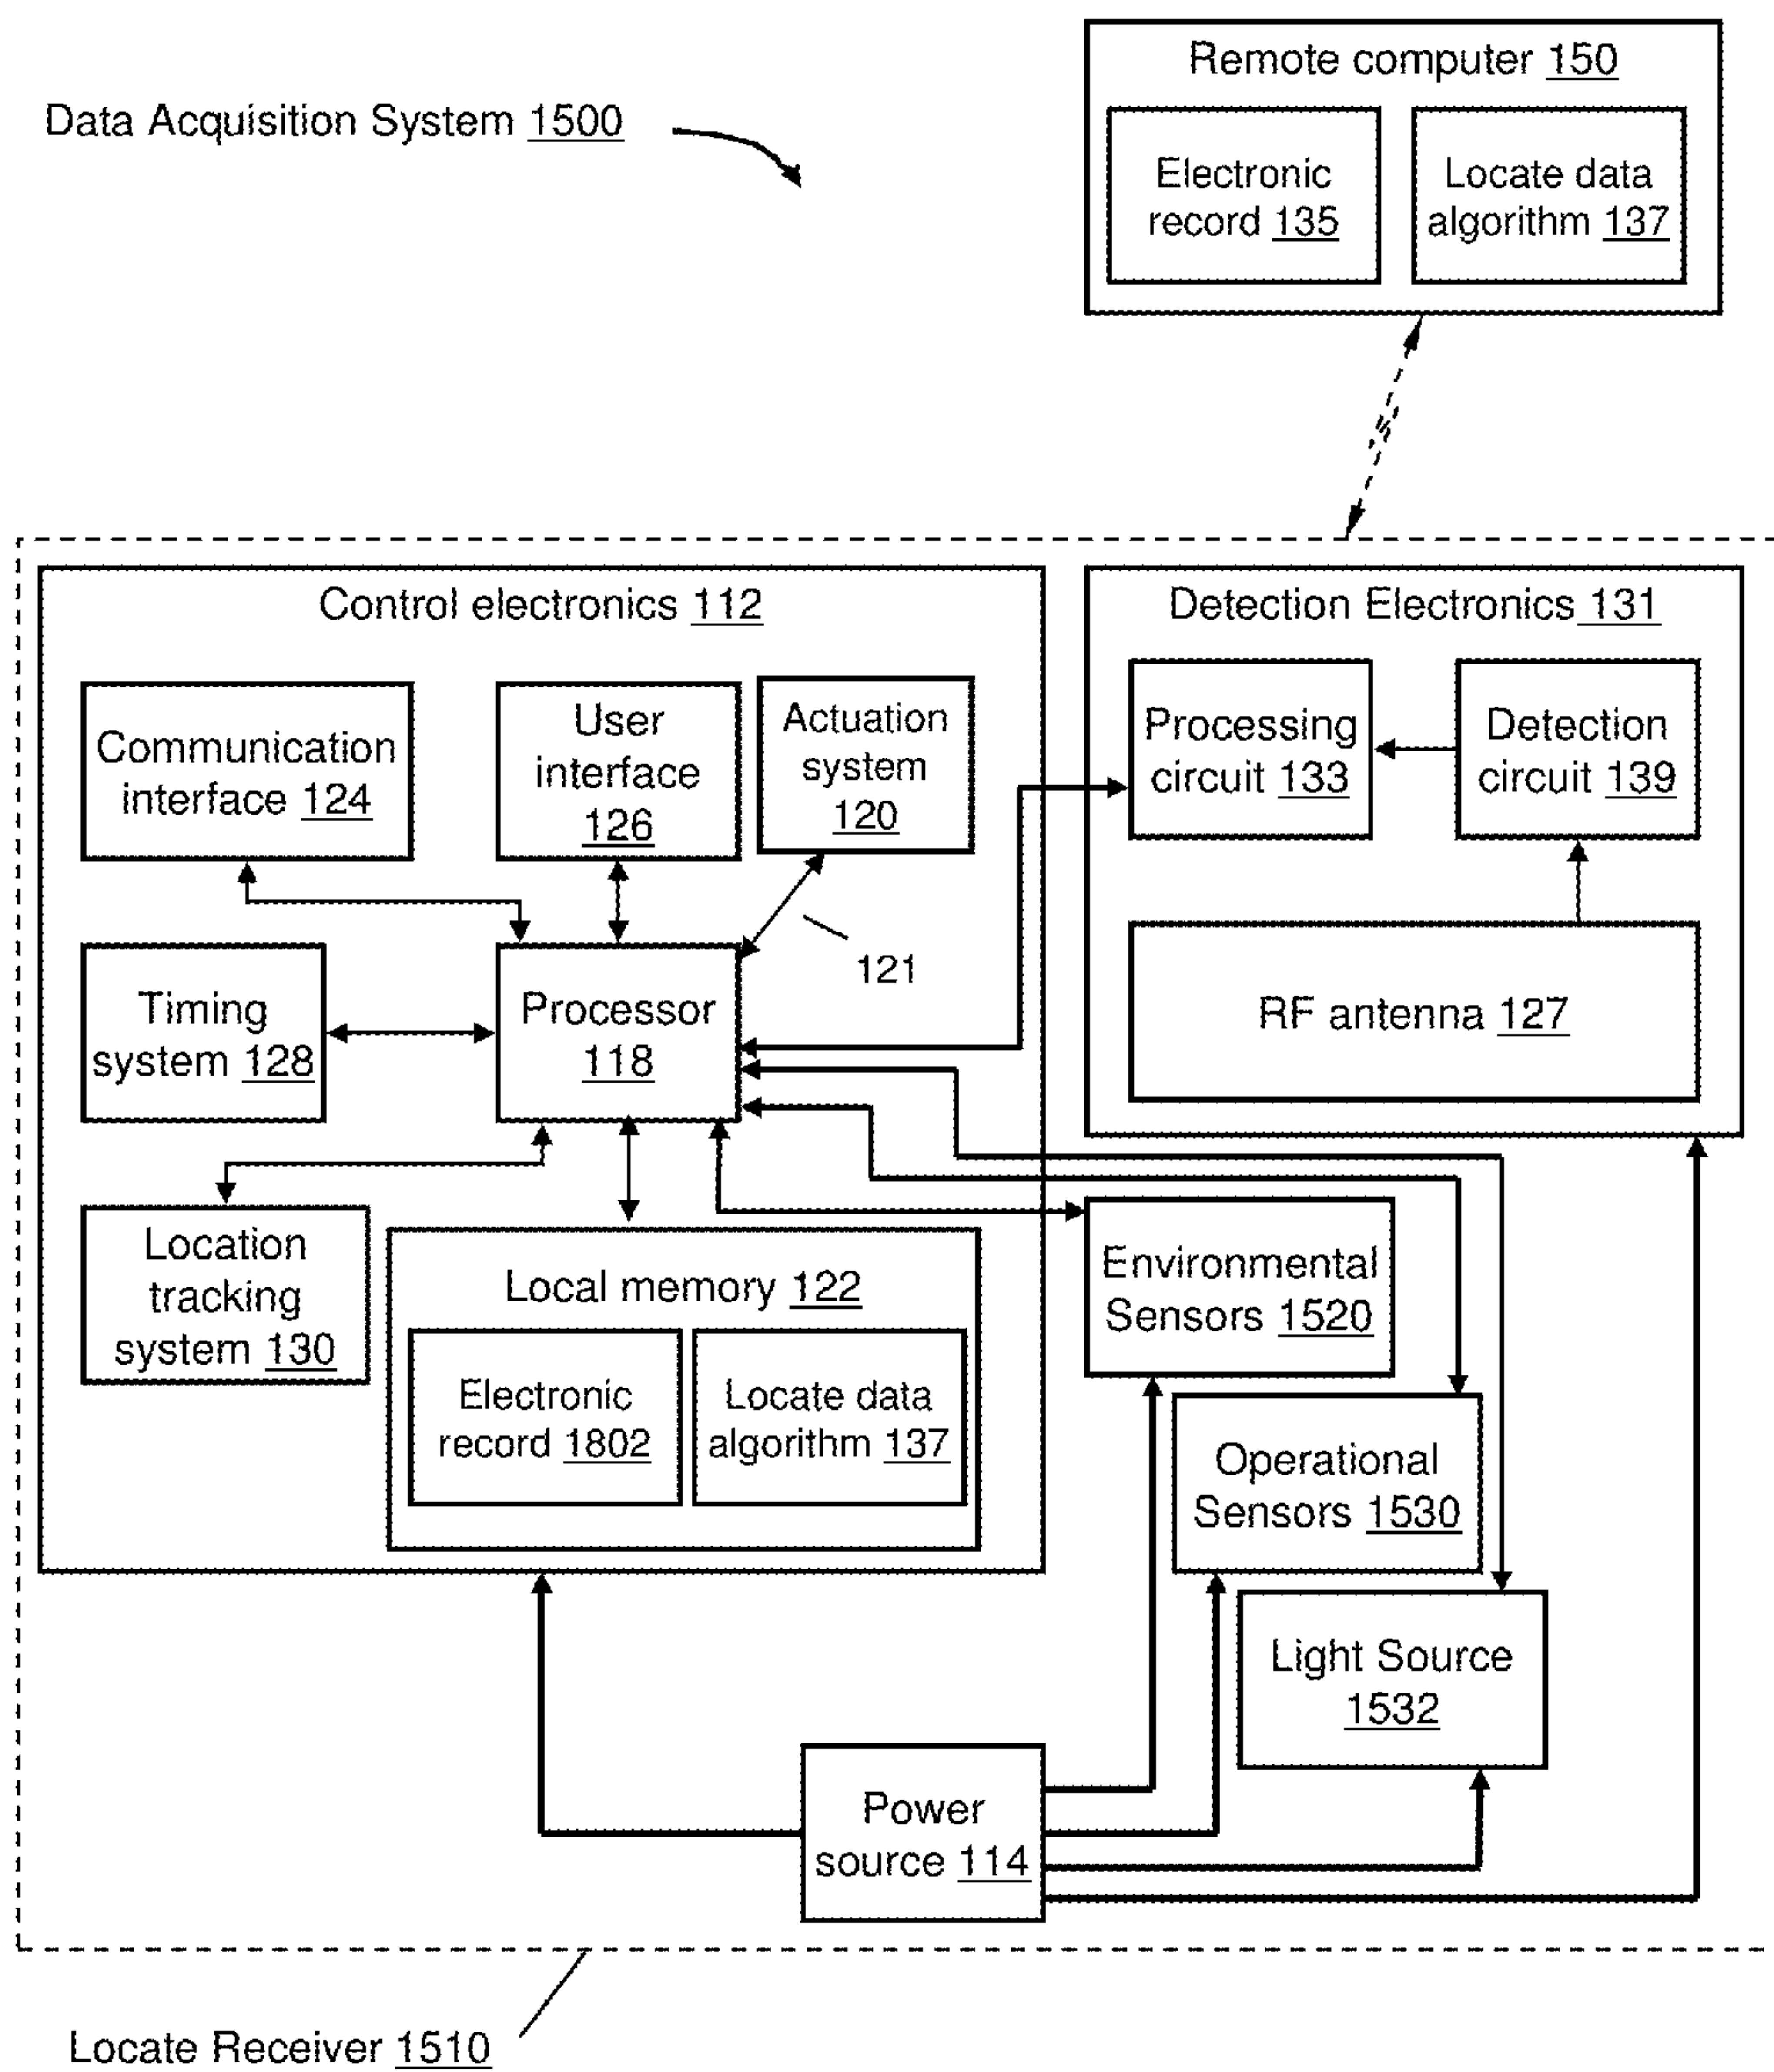 Remote computer 150
Data Acquisition System 1500
Electronic
record 135
Locate data
algorithm 137
Control electronics 112
Detection Electronics 131
Communication
interface 124
User
interface
126
Actuation
system
120
Processing
circuit 133
Detection
circuit 139
121
Timing
system 128
Processor
118
RF antenna 127
Location
tracking
system 130
Local memory 122
Electronic
record 1802
Locate data
algorithm 137
Environmental
Sensors 1520
Operational
Sensors 1530
Light Source
1532
Power
source 114
Locate Receiver 1510